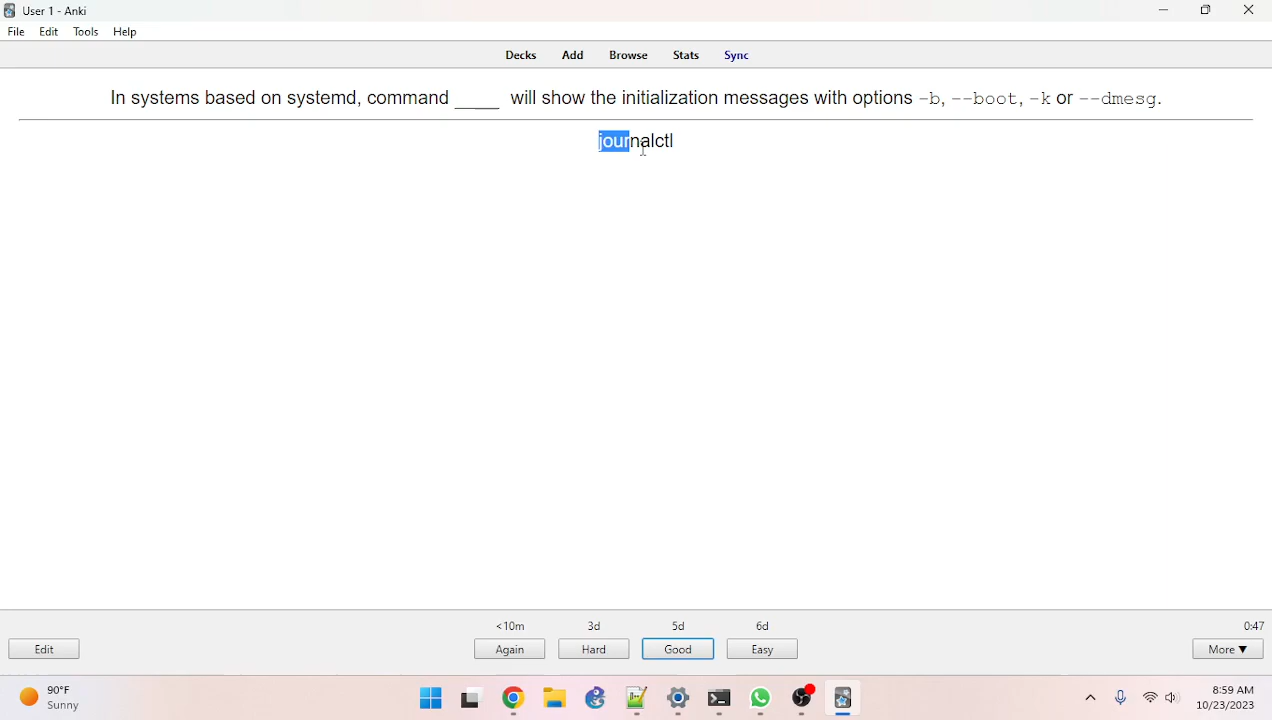 User 1 - Anki
File Edit Tools Help
Decks Add Browse Stats Sync
In systems based on systemd, command ____ will show the initialization messages with options -b, --boot, -k or --dmesg.
journalctl
<10m 3d 5d 6d 0:47
Edit Again Hard Good Easy More ▼
90°F
Sunny
8:59 AM
10/23/2023